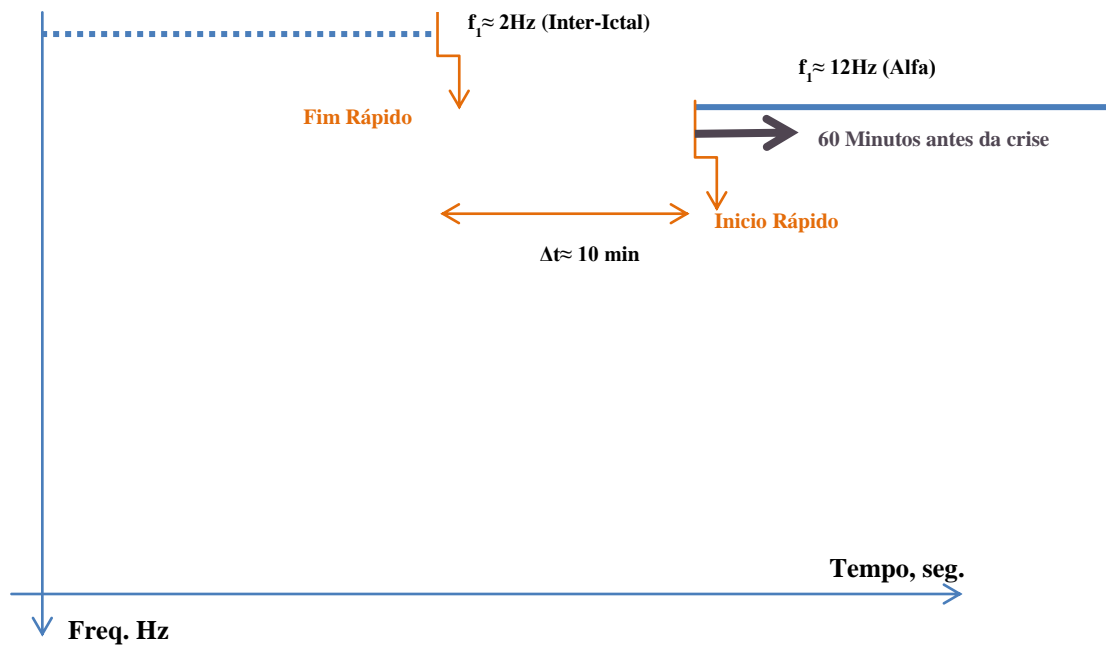 f₁≈ 2Hz (Inter-Ictal)
f₁≈ 12Hz (Alfa)
Fim Rápido
60 Minutos antes da crise
Inicio Rápido
Δt≈ 10 min
Tempo, seg.
Freq. Hz